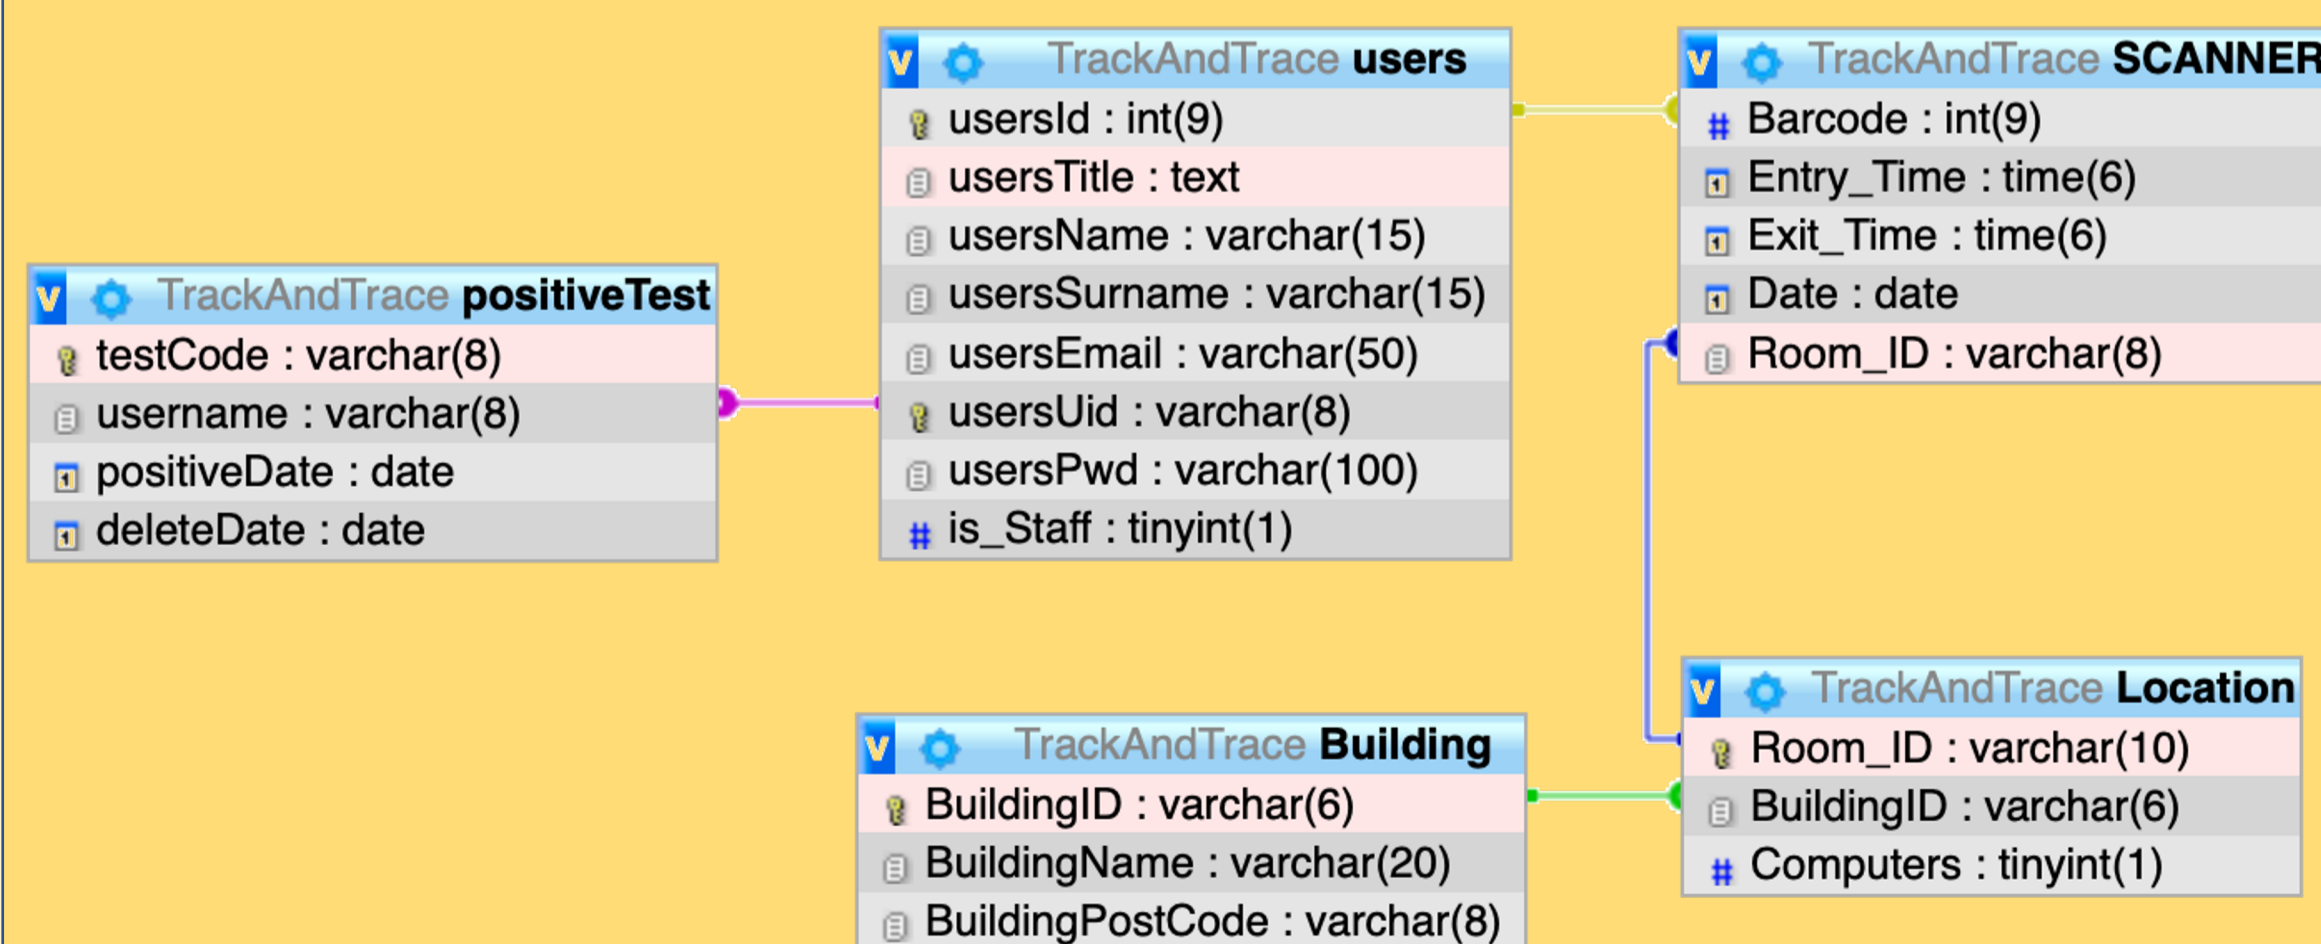 TrackAndTrace users
usersId : int(9)
usersTitle : text
usersName : varchar(15)
usersSurname : varchar(15)
usersEmail : varchar(50)
usersUid : varchar(8)
usersPwd : varchar(100)
is_Staff : tinyint(1)
TrackAndTrace SCANNER
Barcode : int(9)
Entry_Time : time(6)
Exit_Time : time(6)
Date : date
Room_ID : varchar(8)
TrackAndTrace positiveTest
testCode : varchar(8)
username : varchar(8)
positiveDate : date
deleteDate : date
TrackAndTrace Building
BuildingID : varchar(6)
BuildingName : varchar(20)
BuildingPostCode : varchar(8)
TrackAndTrace Location
Room_ID : varchar(10)
BuildingID : varchar(6)
Computers : tinyint(1)